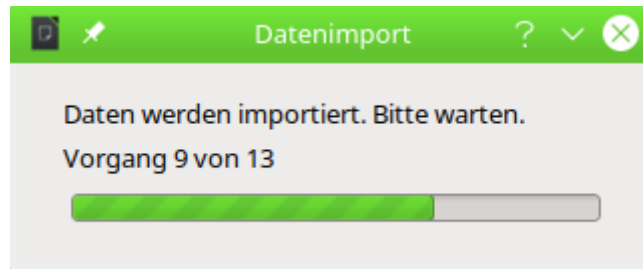 Datenimport
Daten werden importiert. Bitte warten.
Vorgang 9 von 13